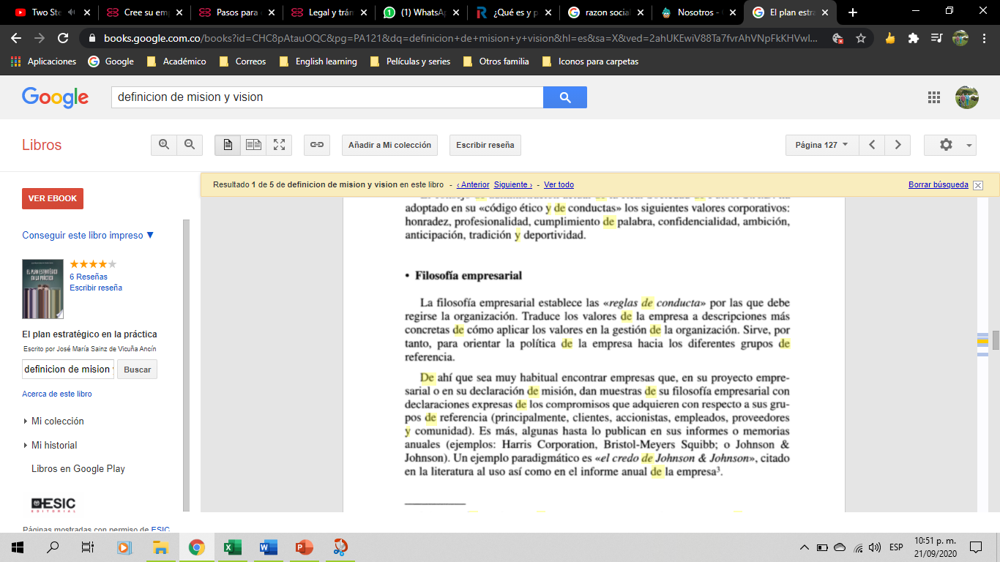 Two Ste
Cree su em
Pasos para
Legal y trán
(1) WhatsA
¿Qué es y p
razon social
Nosotros -
El plan estra
books.google.com.co/books?id=CHC8pAtauOQC&pg=PA121&dq=definicion+de+mision+y+vision&hl=es&sa=X&ved=2ahUKEwiV88Ta7fvrAhVNpFkKHVwI...
Aplicaciones
Google
Académico
Correos
English learning
Películas y series
Otros familia
Iconos para carpetas
Google
definicion de mision y vision
Libros
Añadir a Mi colección
Escribir reseña
Página 127
Resultado 1 de 5 de definicion de mision y vision en este libro - ‹ Anterior Siguiente › - Ver todo
Borrar búsqueda
VER EBOOK
Conseguir este libro impreso ▼
EL PLAN ESTRATÉGICO
EN LA PRÁCTICA
6 Reseñas
Escribir reseña
El plan estratégico en la práctica
Escrito por José María Sainz de Vicuña Ancín
definicion de mision
Buscar
Acerca de este libro
Mi colección
Mi historial
Libros en Google Play
ESIC
EDITORIAL
Páginas mostradas con permiso de ESIC
adoptado en su «código ético y de conductas» los siguientes valores corporativos:
honradez, profesionalidad, cumplimiento de palabra, confidencialidad, ambición,
anticipación, tradición y deportividad.
• Filosofía empresarial
La filosofía empresarial establece las «reglas de conducta» por las que debe
regirse la organización. Traduce los valores de la empresa a descripciones más
concretas de cómo aplicar los valores en la gestión de la organización. Sirve, por
tanto, para orientar la política de la empresa hacia los diferentes grupos de
referencia.
De ahí que sea muy habitual encontrar empresas que, en su proyecto empre-
sarial o en su declaración de misión, dan muestras de su filosofía empresarial con
declaraciones expresas de los compromisos que adquieren con respecto a sus gru-
pos de referencia (principalmente, clientes, accionistas, empleados, proveedores
y comunidad). Es más, algunas hasta lo publican en sus informes o memorias
anuales (ejemplos: Harris Corporation, Bristol-Meyers Squibb; o Johnson &
Johnson). Un ejemplo paradigmático es «el credo de Johnson & Johnson», citado
en la literatura al uso así como en el informe anual de la empresa³.
ESP
10:51 p. m.
21/09/2020